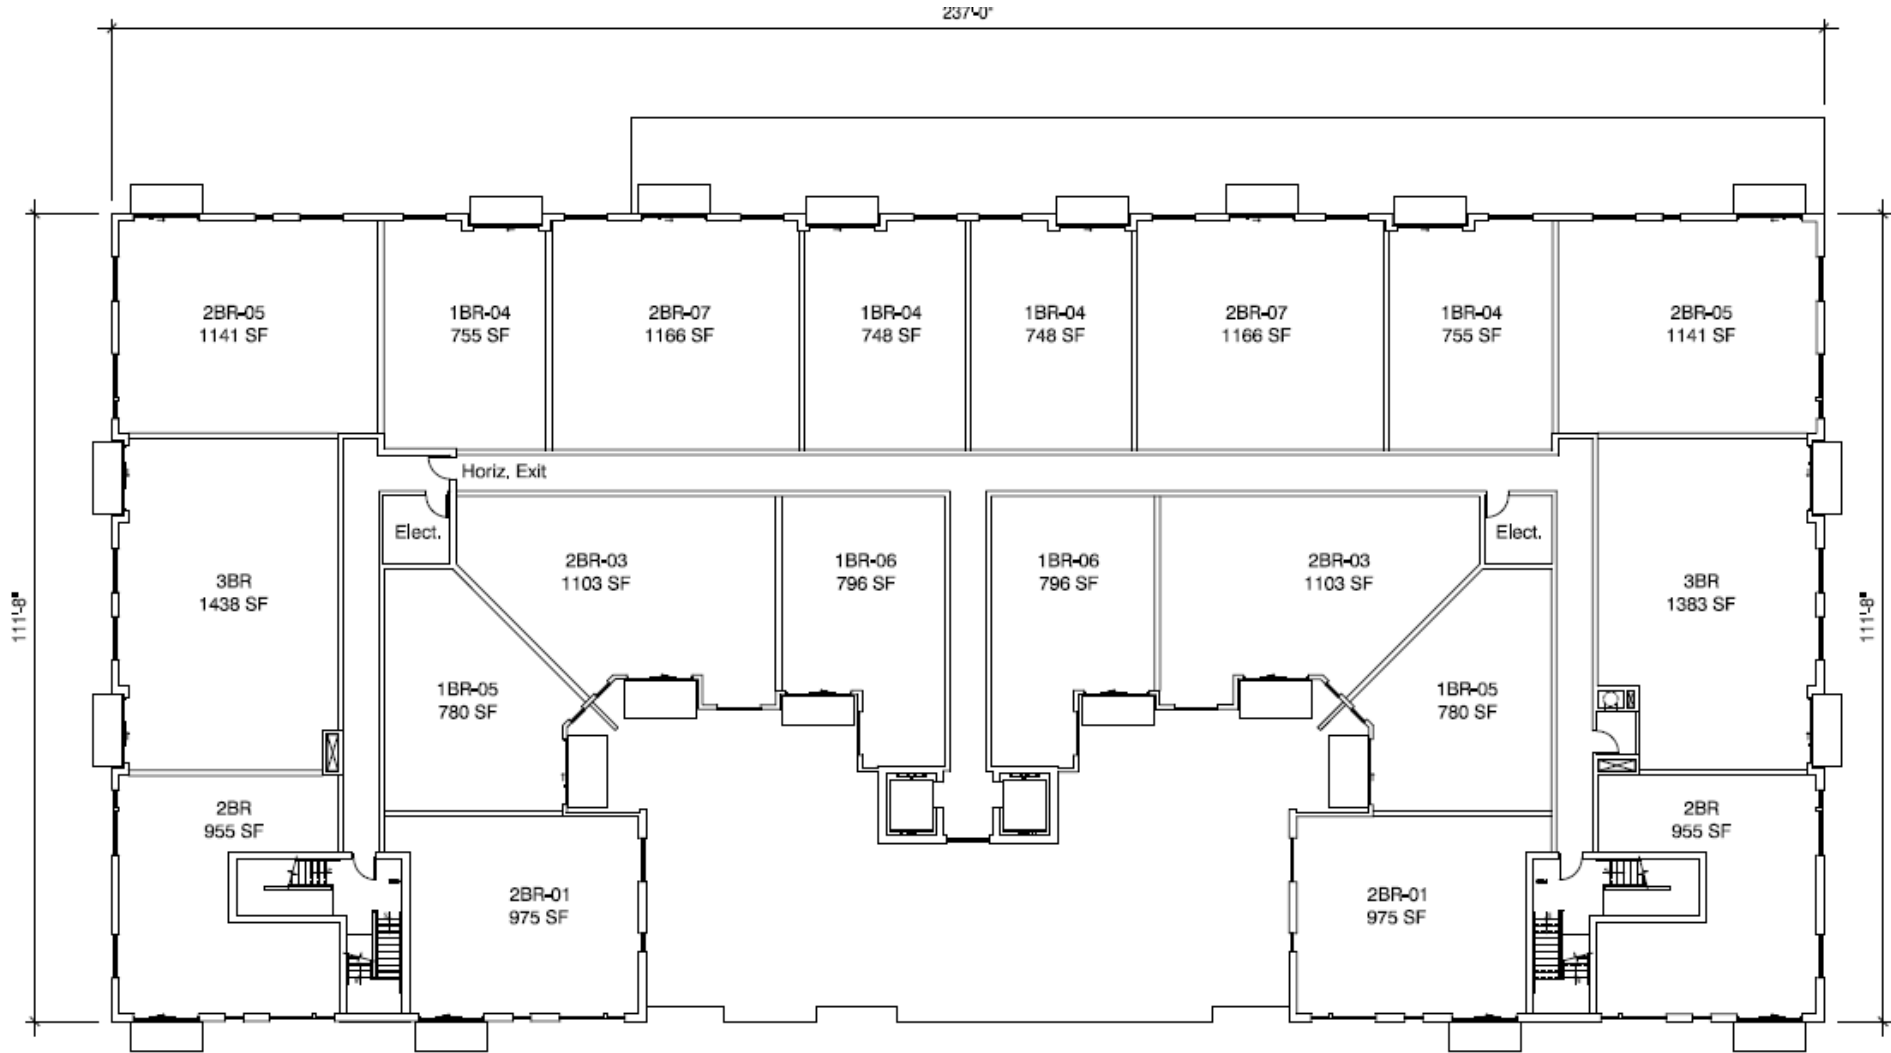 237'-0"
2BR-05
1141 SF
1BR-04
755 SF
2BR-07
1166 SF
1BR-04
748 SF
1BR-04
748 SF
2BR-07
1166 SF
1BR-04
755 SF
2BR-05
1141 SF
Horiz. Exit
Elect.
2BR-03
1103 SF
1BR-06
796 SF
1BR-06
796 SF
2BR-03
1103 SF
Elect.
111'-8"
3BR
1438 SF
3BR
1383 SF
111'-8"
1BR-05
780 SF
1BR-05
780 SF
2BR
955 SF
2BR
955 SF
2BR-01
975 SF
2BR-01
975 SF